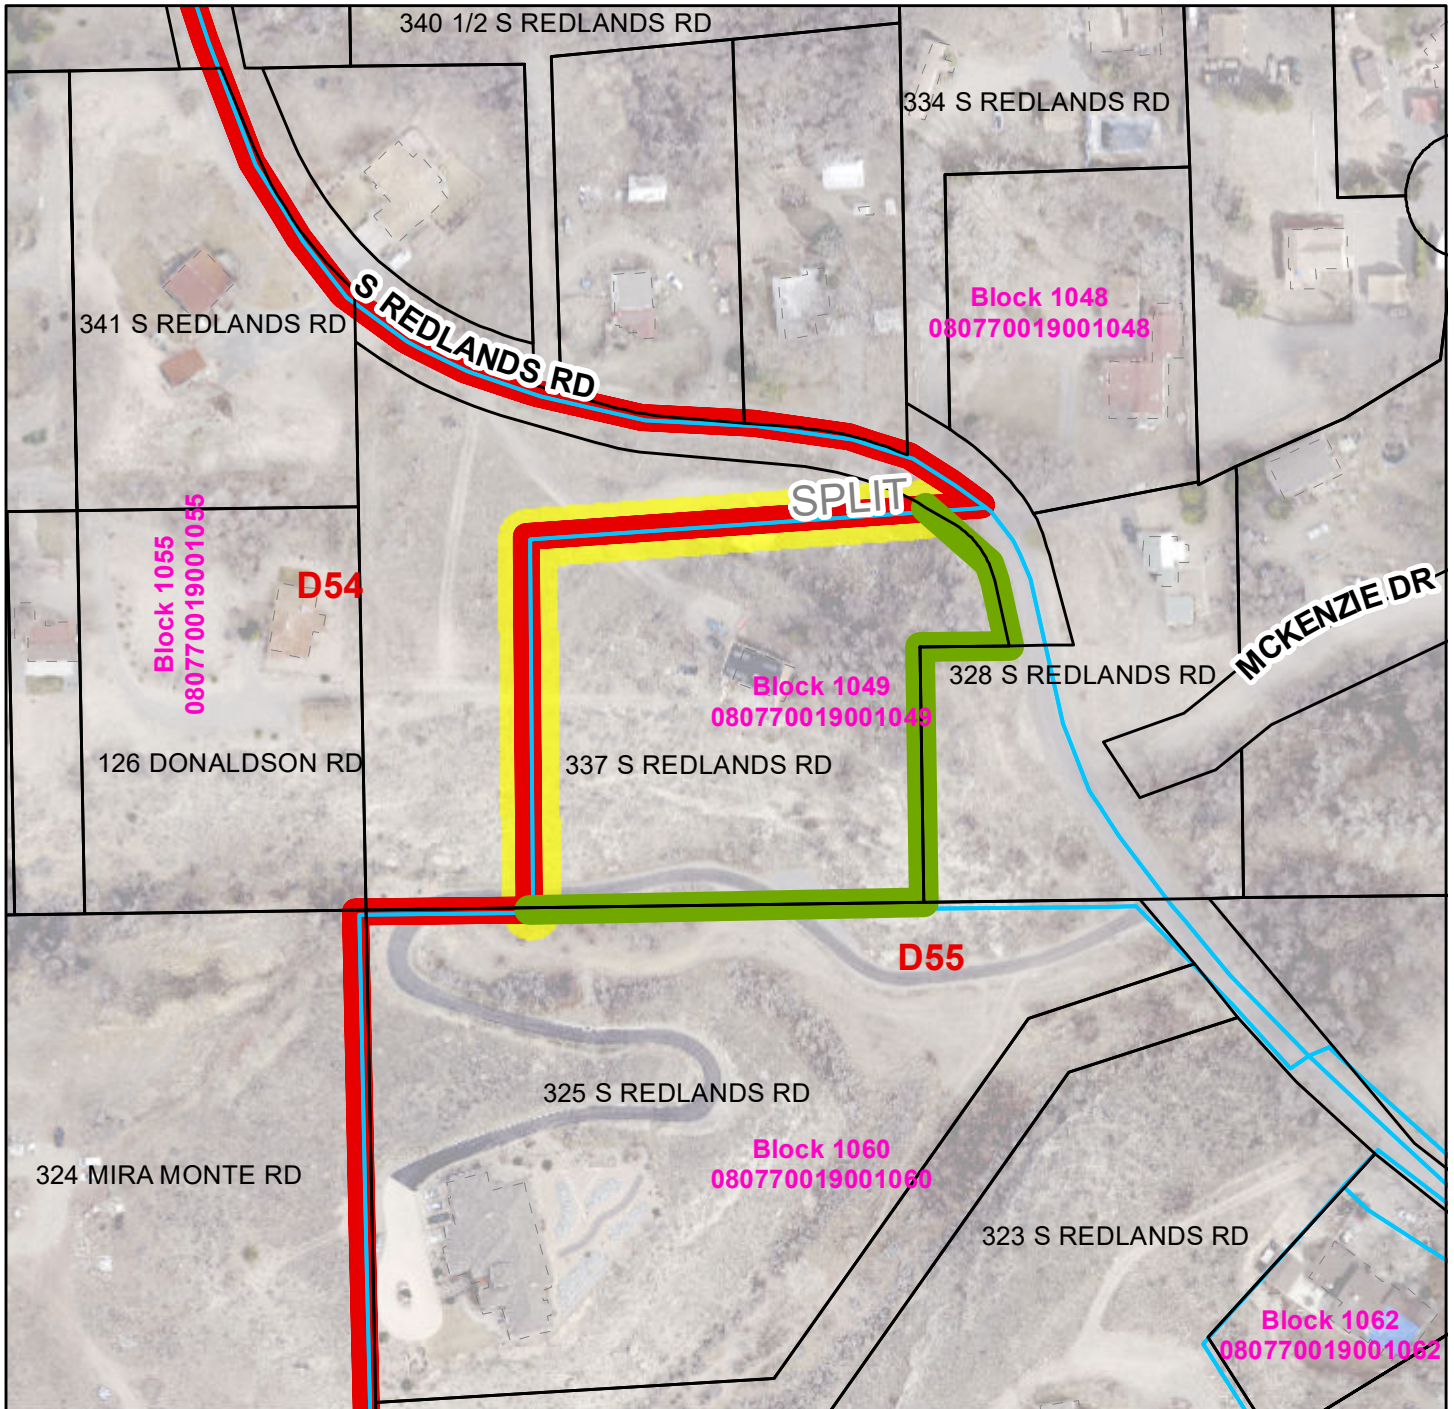 340 1/2 S REDLANDS RD
334 S REDLANDS RD
Block 1048
080770019001048
S REDLANDS RD
341 S REDLANDS RD
SPLIT
Block 1055
080770019001055
D54
MCKENZIE DR
328 S REDLANDS RD
Block 1049
080770019001049
126 DONALDSON RD
337 S REDLANDS RD
D55
325 S REDLANDS RD
Block 1060
080770019001060
324 MIRA MONTE RD
323 S REDLANDS RD
Block 1062
080770019001062